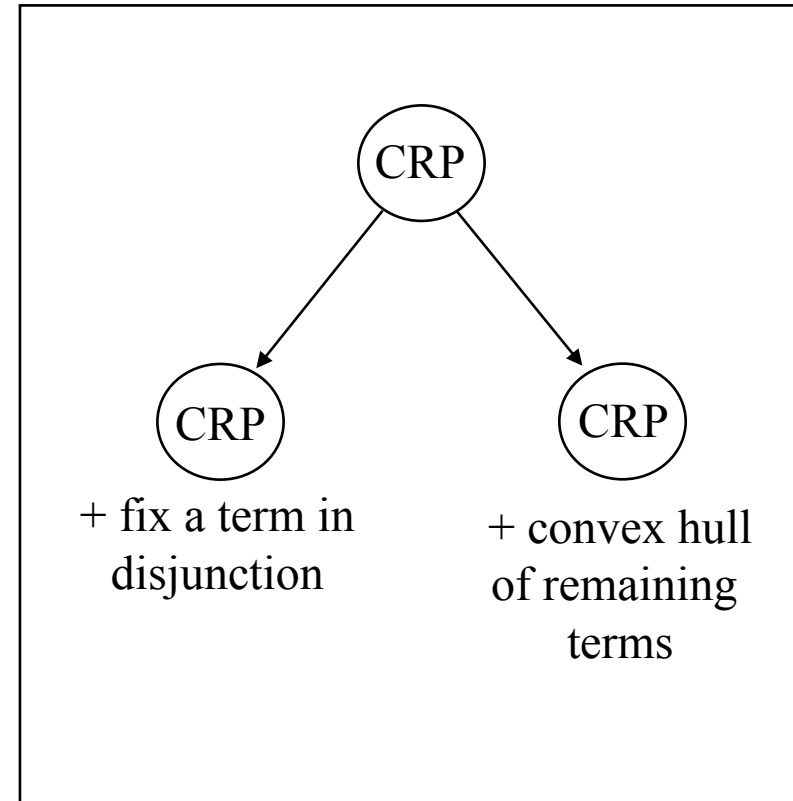 CRP
CRP
CRP
+ fix a term in
disjunction
+ convex hull
of remaining
terms